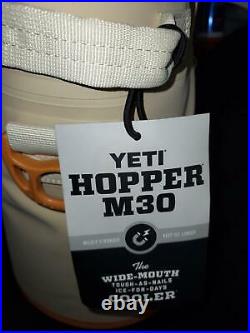 YETI
HOPPER
M30
The
WIDE-MOUTH
TOUGH-AS-NAILS
ICE-FOR-DAYS
COOLER